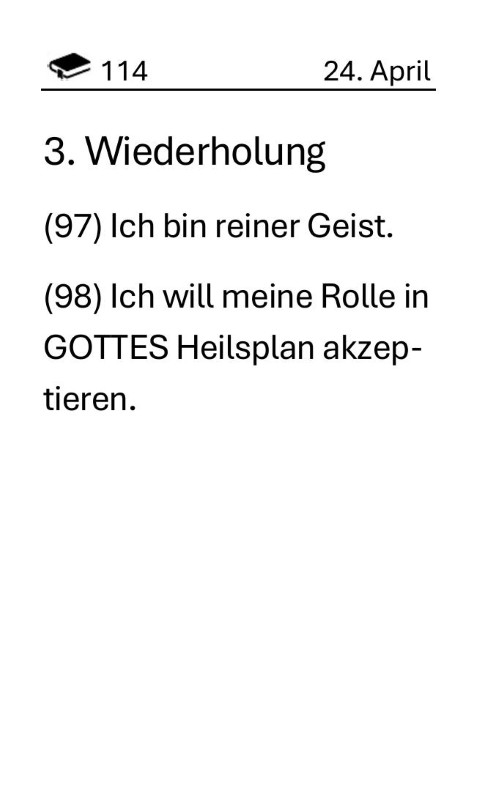 114 24. April
3. Wiederholung
(97) Ich bin reiner Geist.
(98) Ich will meine Rolle in
GOTTES Heilsplan akzep-
tieren.